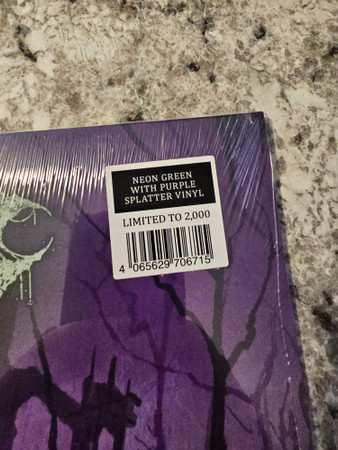 NEON GREEN
WITH PURPLE
SPLATTER VINYL
LIMITED TO 2,000
4 065629 706715